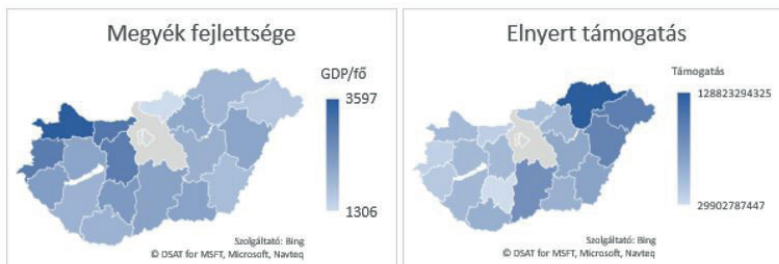 Megyék fejlettsége
GDP/fő
3597
1306
Szolgáltató: Bing
© DSAT for MSFT, Microsoft, Navteq
Elnyert támogatás
Támogatás
128823294325
29902787447
Szolgáltató: Bing
© DSAT for MSFT, Microsoft, Navteq